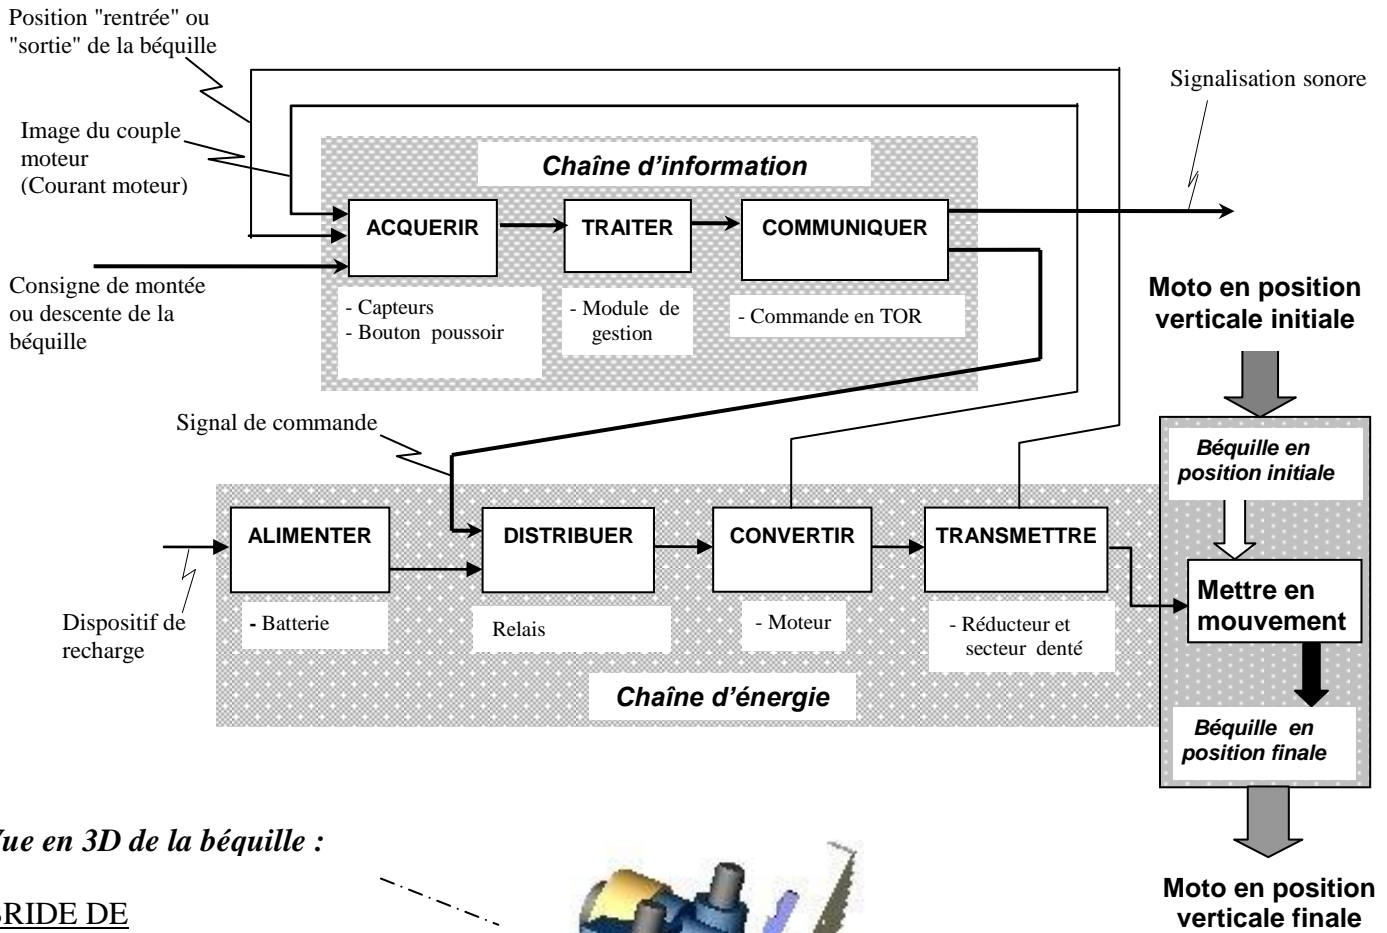 Position "rentrée" ou
"sortie" de la béquille
Signalisation sonore
Image du couple
moteur
(Courant moteur)
Chaîne d'information
ACQUERIR
TRAITER
COMMUNIQUER
Consigne de montée
ou descente de la
béquille
- Capteurs
- Bouton poussoir
- Module de
gestion
- Commande en TOR
Moto en position
verticale initiale
Signal de commande
Béquille en
position initiale
ALIMENTER
DISTRIBUER
CONVERTIR
TRANSMETTRE
Mettre en
mouvement
Dispositif de
recharge
- Batterie
Relais
- Moteur
- Réducteur et
secteur denté
Chaîne d'énergie
Béquille en
position finale
Vue en 3D de la béquille :
BRIDE DE
Moto en position
verticale finale